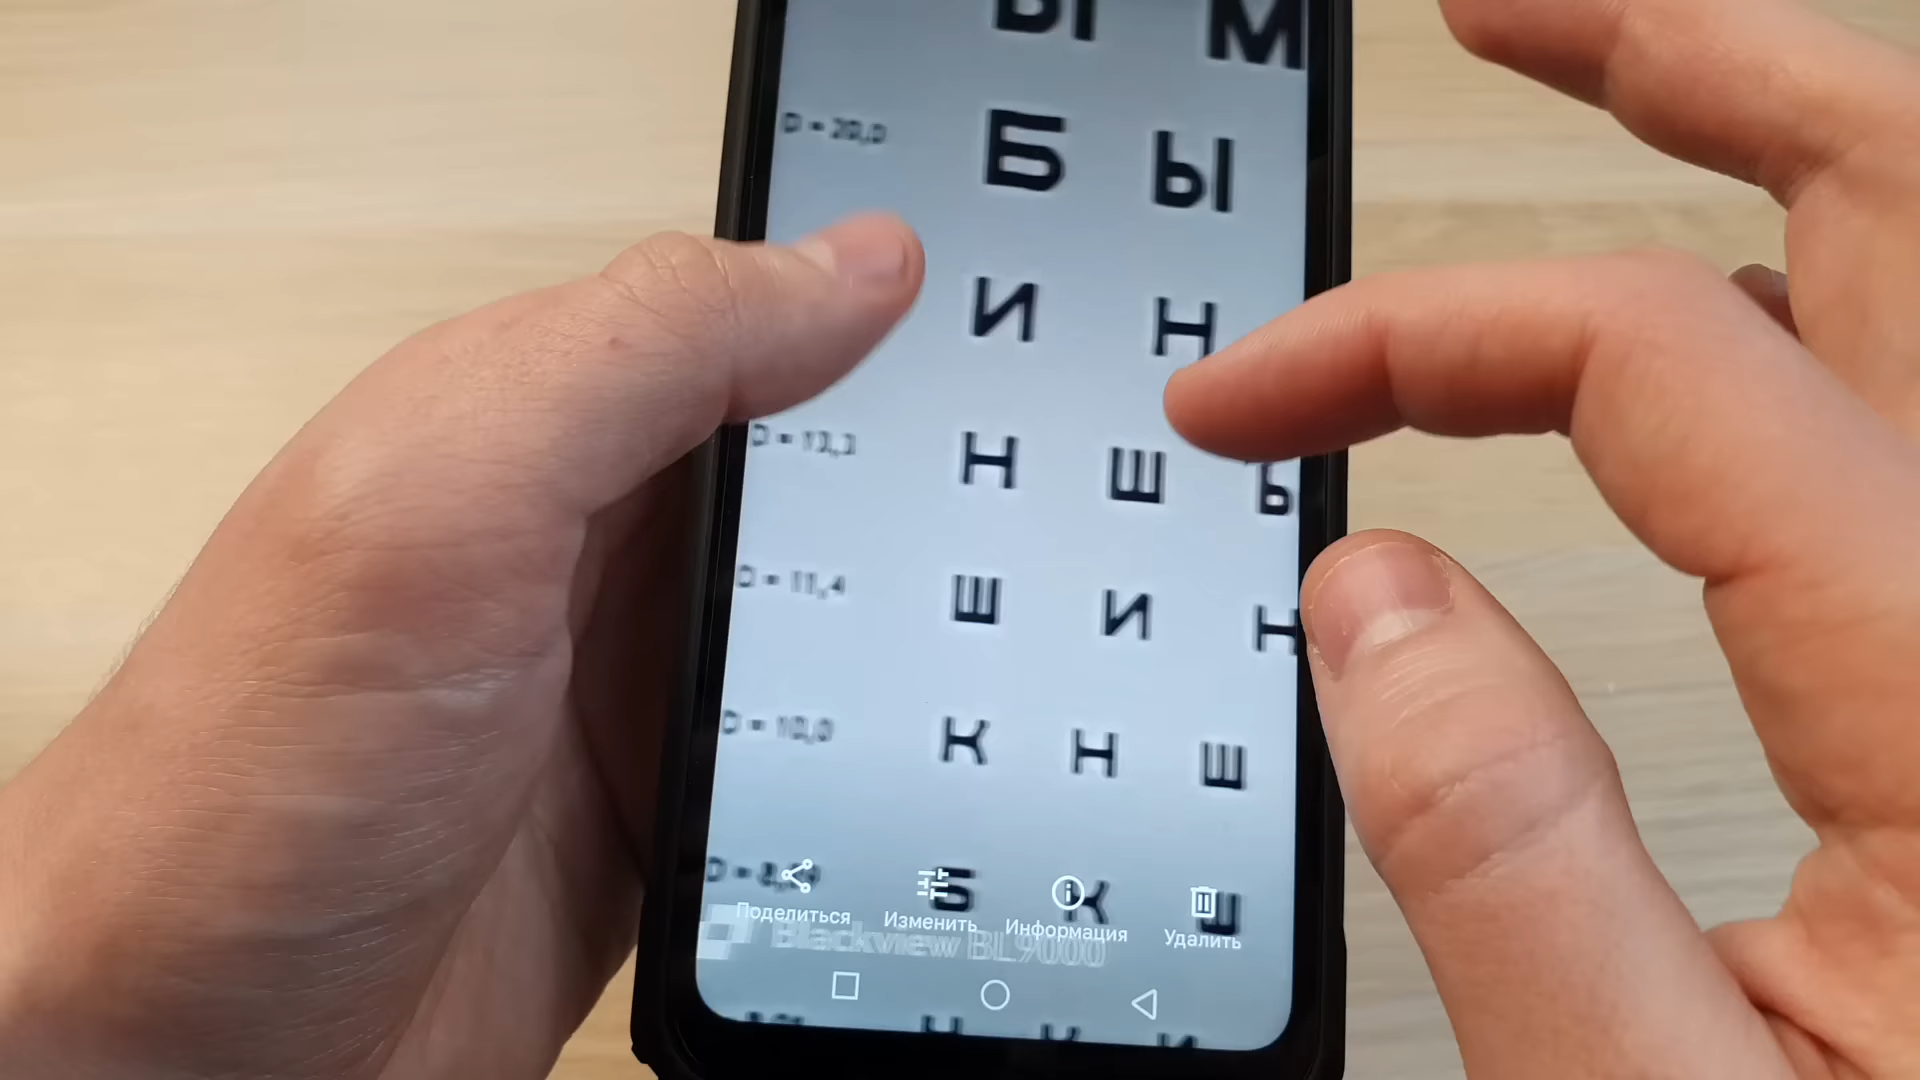 Ы М
D = 20,0 Б Ы
И Н
D = 13,3 Н Ш Ы
D = 11,4 Ш И Н
D = 10,0 К Н Ш
Б К Ш
Поделиться Изменить Информация Удалить
Blackview BL9000
Н К И